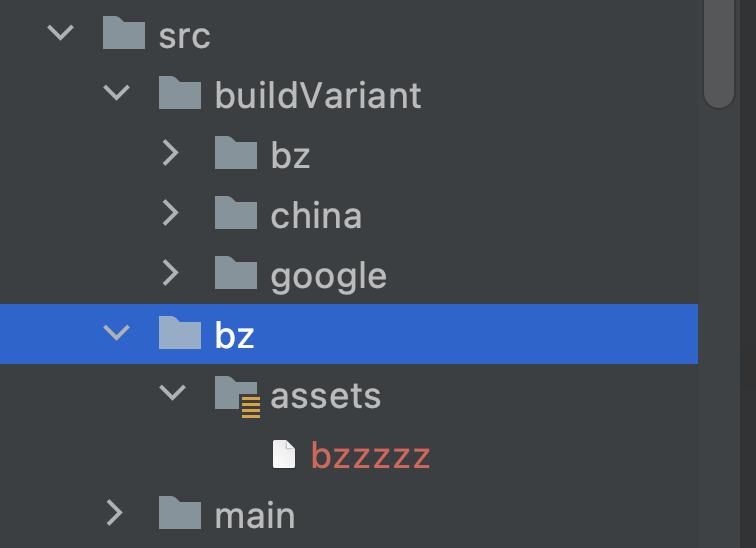 src
buildVariant
bz
china
google
bz
assets
bzzzzz
main